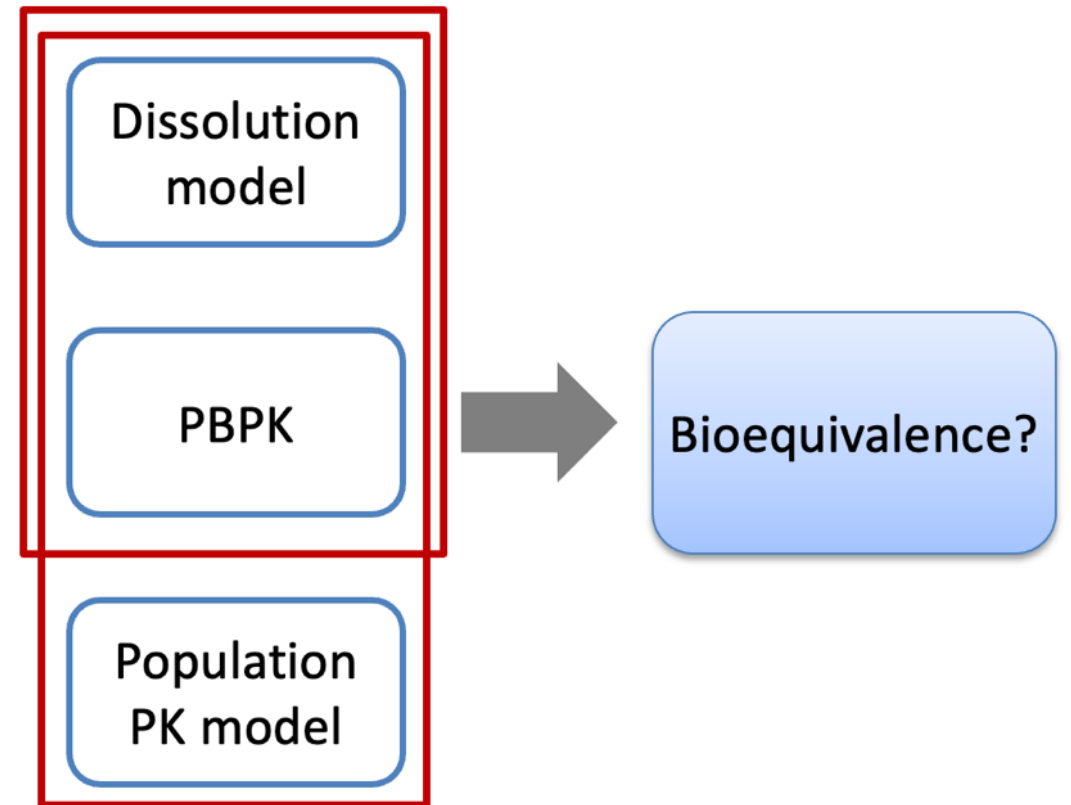 Dissolution
model
PBPK
Bioequivalence?
Population
PK model